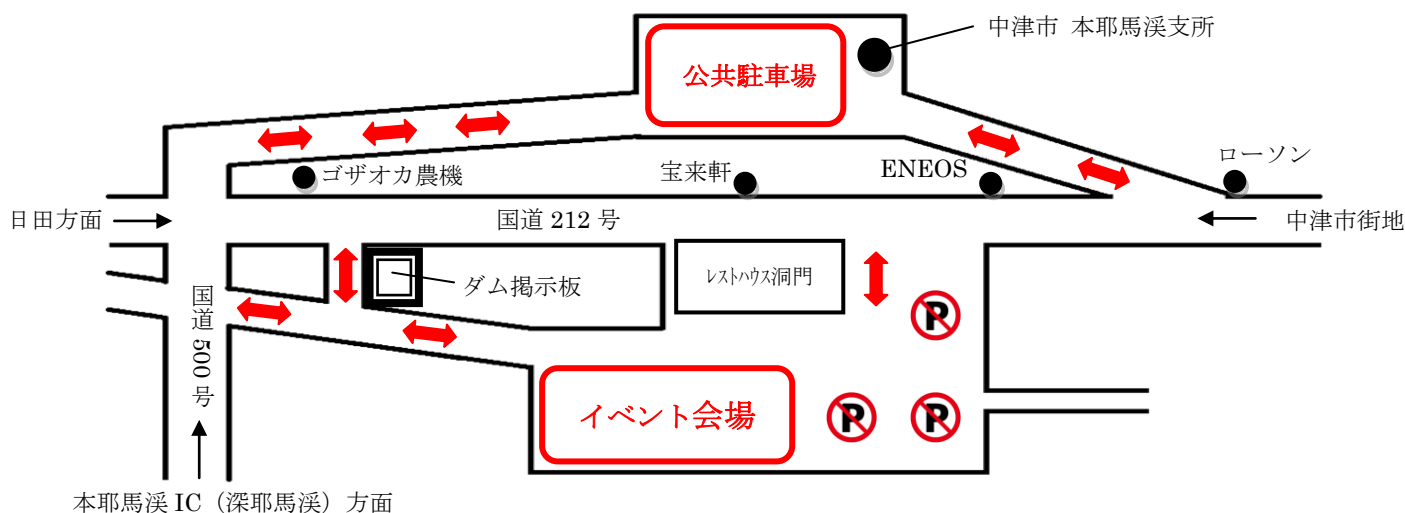 中津市 本耶馬渓支所
公共駐車場
ローソン
ENEOS
宝来軒
ゴザオカ農機
日田方面
国道 212 号
中津市街地
レストハウス洞門
ダム掲示板
国道 500 号
P
イベント会場
P
P
本耶馬渓 IC（深耶馬渓）方面